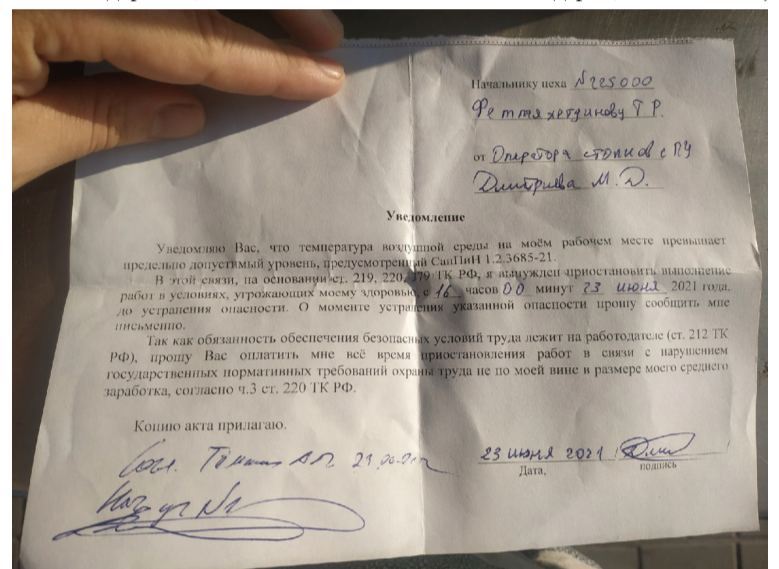 Начальнику цеха №225000
Феттяхетдинову Т Р.
от Оператора станков с ПУ
Дмитриева М. Д.
Уведомление
Уведомляю Вас, что температура воздушной среды на моём рабочем месте превышает
предельно допустимый уровень, предусмотренный СанПиН 1.2.3685-21.
В этой связи, на основании ст. 219, 220, 379 ТК РФ, я вынужден приостановить выполнение
работ в условиях, угрожающих моему здоровью, с 16 часов 00 минут 23 июня 2021 года,
до устранения опасности. О моменте устранения указанной опасности прошу сообщить мне
письменно.
Так как обязанность обеспечения безопасных условий труда лежит на работодателе (ст. 212 ТК
РФ), прошу Вас оплатить мне всё время приостановления работ в связи с нарушением
государственных нормативных требований охраны труда не по моей вине в размере моего среднего
заработка, согласно ч.3 ст. 220 ТК РФ.
Копию акта прилагаю.
23 июня 2021
Дата, подпись